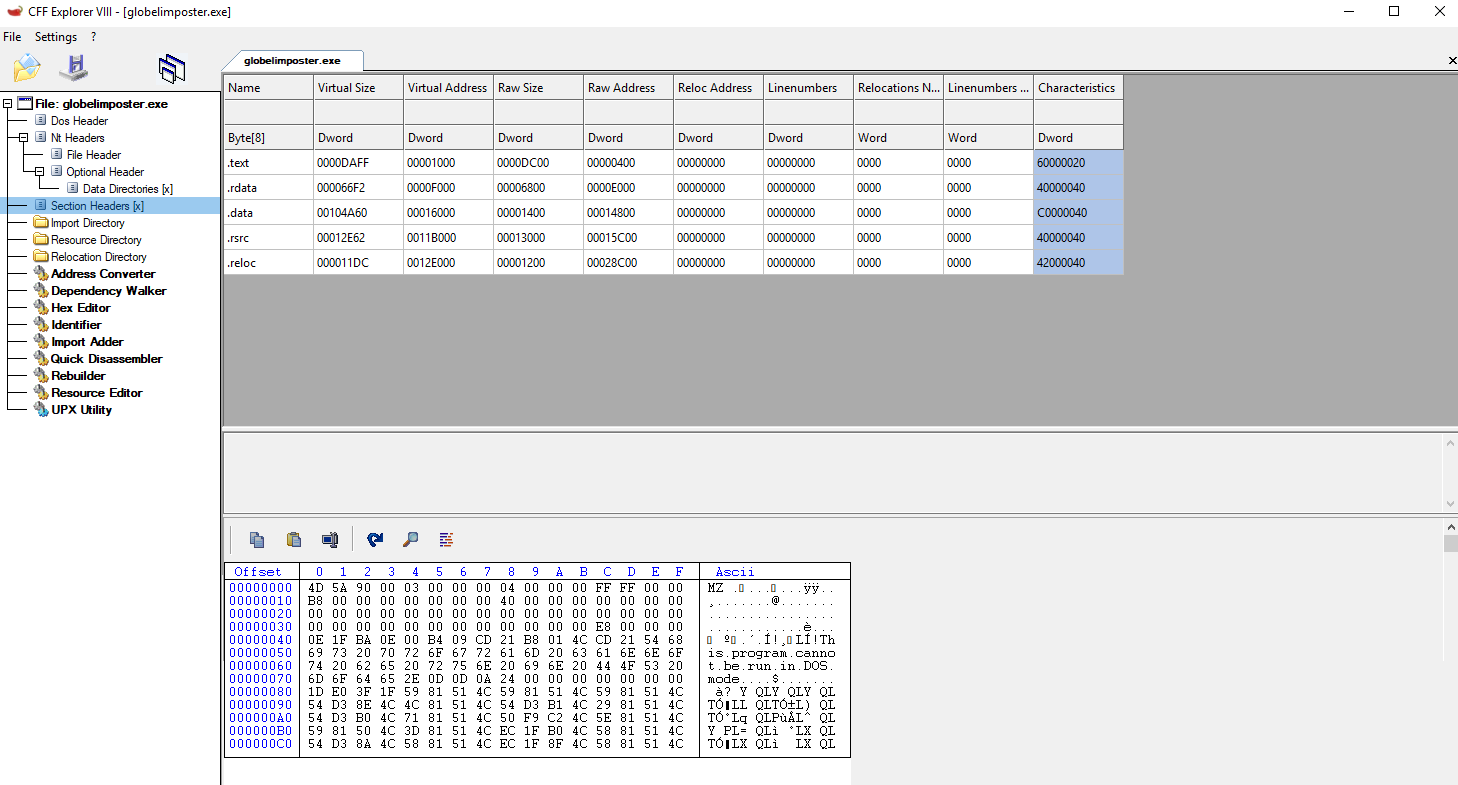 CFF Explorer VIII - [globelimposter.exe]
File Settings ?
globelimposter.exe
File: globelimposter.exe
Dos Header
Nt Headers
File Header
Optional Header
Data Directories [x]
Section Headers [x]
Import Directory
Resource Directory
Relocation Directory
Address Converter
Dependency Walker
Hex Editor
Identifier
Import Adder
Quick Disassembler
Rebuilder
Resource Editor
UPX Utility
Name Virtual Size Virtual Address Raw Size Raw Address Reloc Address Linenumbers Relocations N... Linenumbers ... Characteristics
Byte[8] Dword Dword Dword Dword Dword Dword Word Word Dword
.text 0000DAFF 00001000 0000DC00 00000400 00000000 00000000 0000 0000 60000020
.rdata 000066F2 0000F000 00006800 0000E000 00000000 00000000 0000 0000 40000040
.data 00104A60 00016000 00001400 00014800 00000000 00000000 0000 0000 C0000040
.rsrc 00012E62 0011B000 00013000 00015C00 00000000 00000000 0000 0000 40000040
.reloc 000011DC 0012E000 00001200 00028C00 00000000 00000000 0000 0000 42000040
Offset 0 1 2 3 4 5 6 7 8 9 A B C D E F Ascii
00000000 4D 5A 90 00 03 00 00 00 04 00 00 00 FF FF 00 00 MZ ...ÿÿ..
00000010 B8 00 00 00 00 00 00 00 40 00 00 00 00 00 00 00 ¸.......@.......
00000020 00 00 00 00 00 00 00 00 00 00 00 00 00 00 00 00 ................
00000030 00 00 00 00 00 00 00 00 00 00 00 00 E8 00 00 00 ............è...
00000040 0E 1F BA 0E 00 B4 09 CD 21 B8 01 4C CD 21 54 68 º .´.Í!¸ LÍ!Th
00000050 69 73 20 70 72 6F 67 72 61 6D 20 63 61 6E 6E 6F is.program.canno
00000060 74 20 62 65 20 72 75 6E 20 69 6E 20 44 4F 53 20 t.be.run.in.DOS.
00000070 6D 6F 64 65 2E 0D 0D 0A 24 00 00 00 00 00 00 00 mode....$.......
00000080 1D E0 3F 1F 59 81 51 4C 59 81 51 4C 59 81 51 4C à? Y QLY QLY QL
00000090 54 D3 8E 4C 4C 81 51 4C 54 D3 B1 4C 29 81 51 4C TÓ LL QLTÓ±L) QL
000000A0 54 D3 B0 4C 71 81 51 4C 50 F9 C2 4C 5E 81 51 4C TÓ°Lq QLPùÂL^ QL
000000B0 59 81 50 4C 3D 81 51 4C EC 1F B0 4C 58 81 51 4C Y PL= QLì °LX QL
000000C0 54 D3 8A 4C 58 81 51 4C EC 1F 8F 4C 58 81 51 4C TÓ LX QLì LX QL